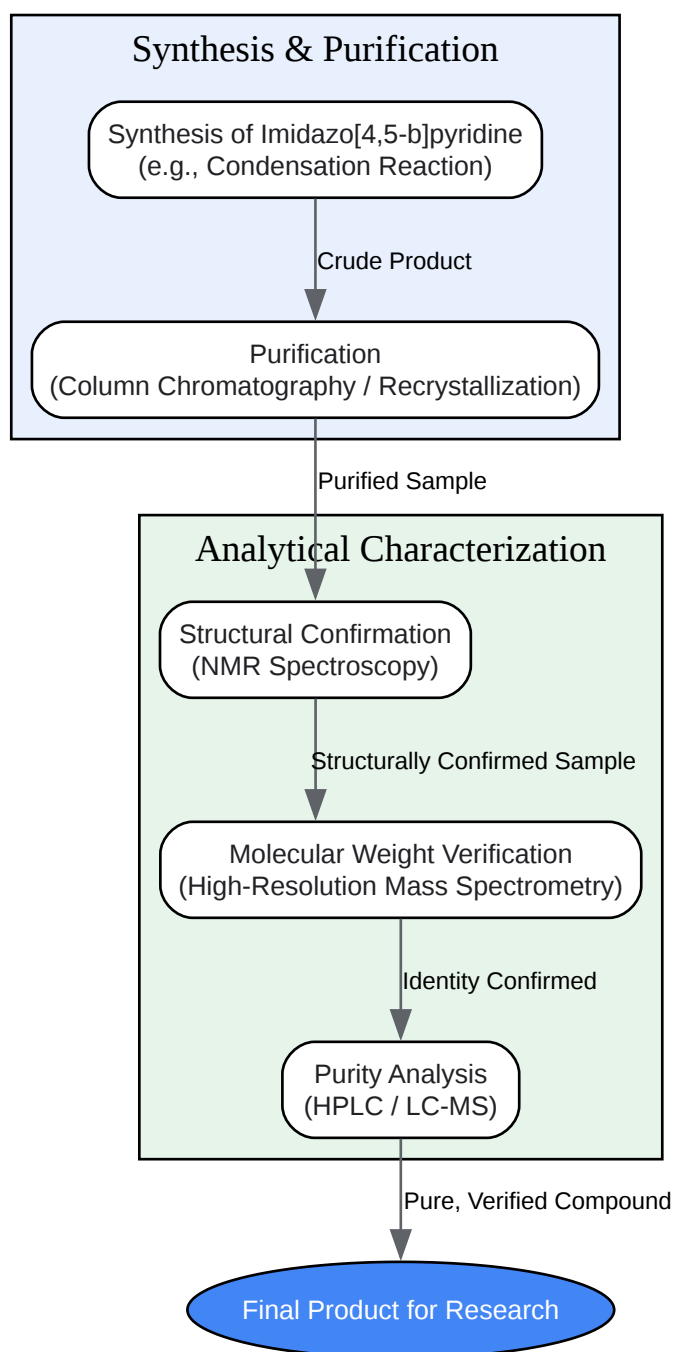 Synthesis & Purification
Synthesis of Imidazo[4,5-b]pyridine
(e.g., Condensation Reaction)
Crude Product
Purification
(Column Chromatography / Recrystallization)
Purified Sample
Analytical Characterization
Structural Confirmation
(NMR Spectroscopy)
Structurally Confirmed Sample
Molecular Weight Verification
(High-Resolution Mass Spectrometry)
Identity Confirmed
Purity Analysis
(HPLC / LC-MS)
Pure, Verified Compound
Final Product for Research